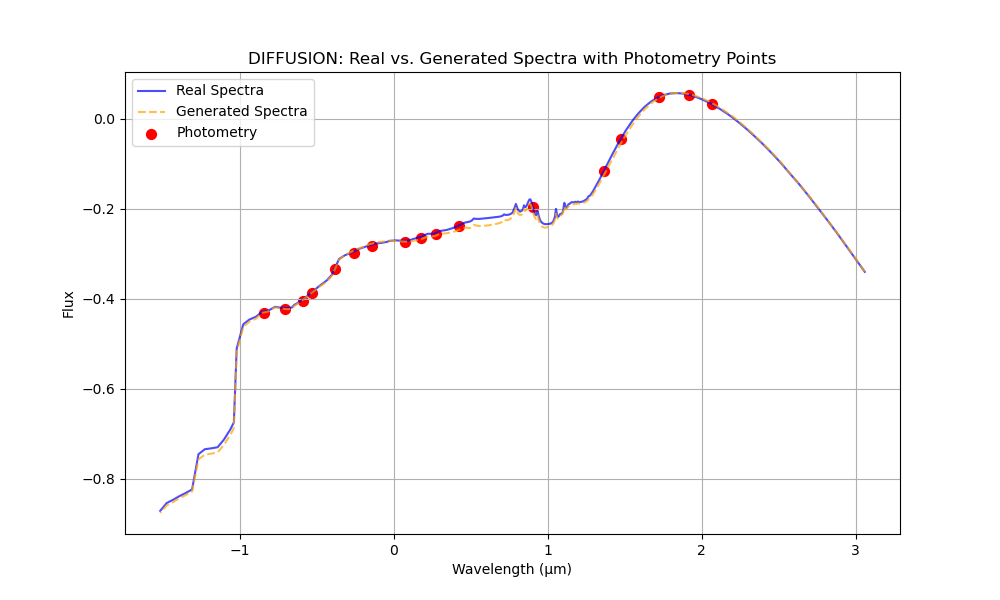 DIFFUSION: Real vs. Generated Spectra with Photometry Points
Real Spectra
Generated Spectra
Photometry
0.0
−0.2
−0.4
−0.6
−0.8
Flux
−1
0
1
2
3
Wavelength (μm)